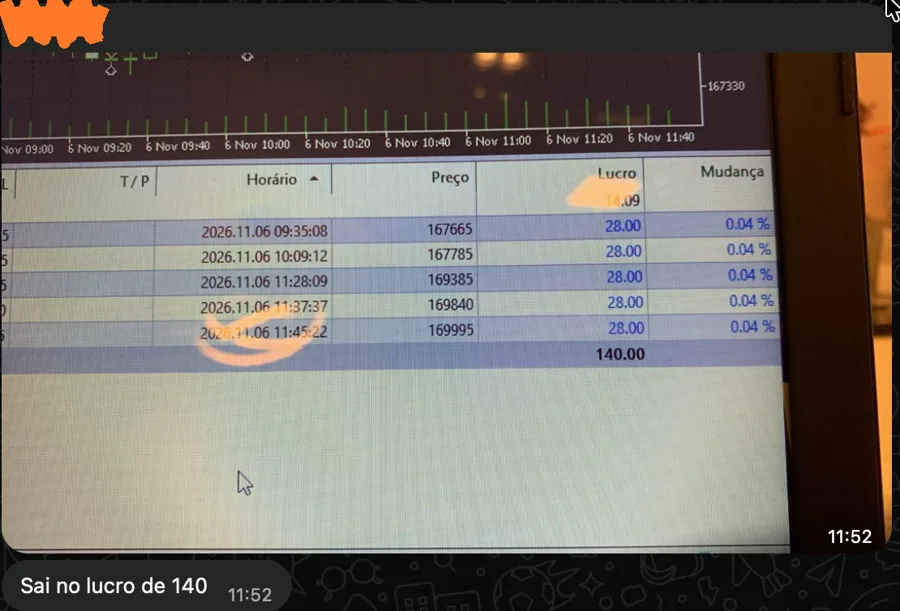 167330
Nov 09:00 6 Nov 09:20 6 Nov 09:40 6 Nov 10:00 6 Nov 10:20 6 Nov 10:40 6 Nov 11:00 6 Nov 11:20 6 Nov 11:40
L T / P Horário Preço Lucro Mudança
14.09
5 2026.11.06 09:35:08 167665 28.00 0.04 %
5 2026.11.06 10:09:12 167785 28.00 0.04 %
5 2026.11.06 11:28:09 169385 28.00 0.04 %
0 2026.11.06 11:37:37 169840 28.00 0.04 %
5 2026.11.06 11:45:22 169995 28.00 0.04 %
140.00
11:52
Sai no lucro de 140 11:52